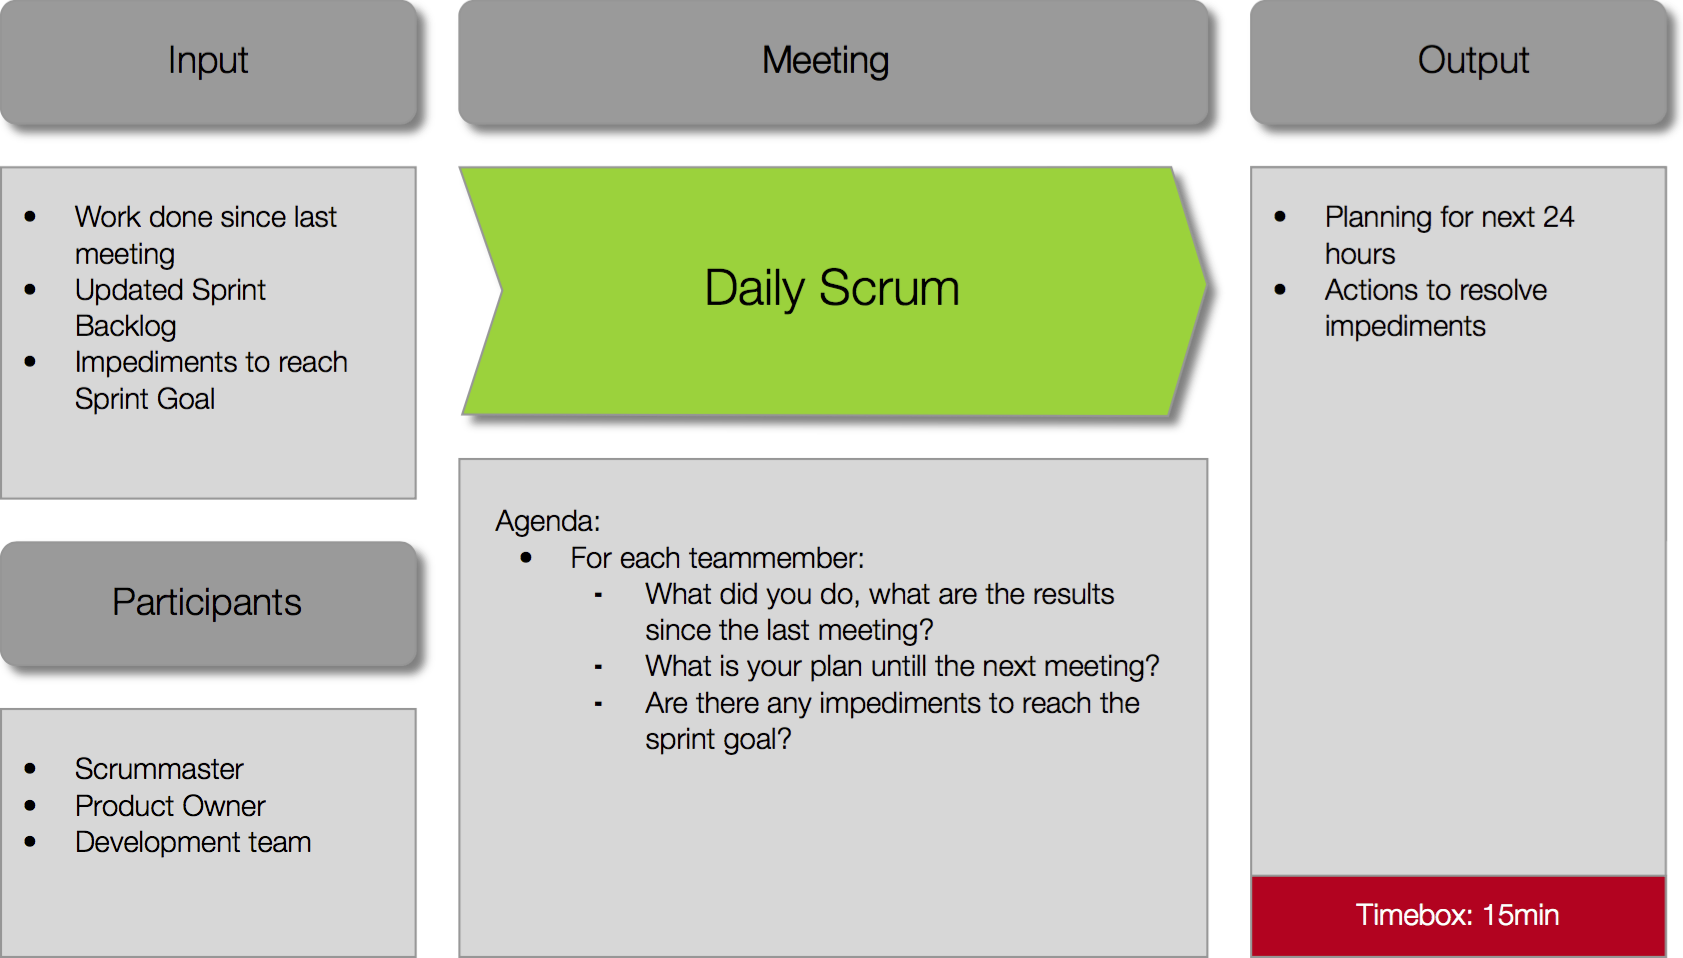 Input
Meeting
Output
• Work done since last
meeting
• Updated Sprint
Backlog
• Impediments to reach
Sprint Goal
Participants
• Scrummaster
• Product Owner
• Development team
Daily Scrum
Agenda:
• For each teammember:
- What did you do, what are the results
since the last meeting?
- What is your plan untill the next meeting?
- Are there any impediments to reach the
sprint goal?
• Planning for next 24
hours
• Actions to resolve
impediments
Timebox: 15min